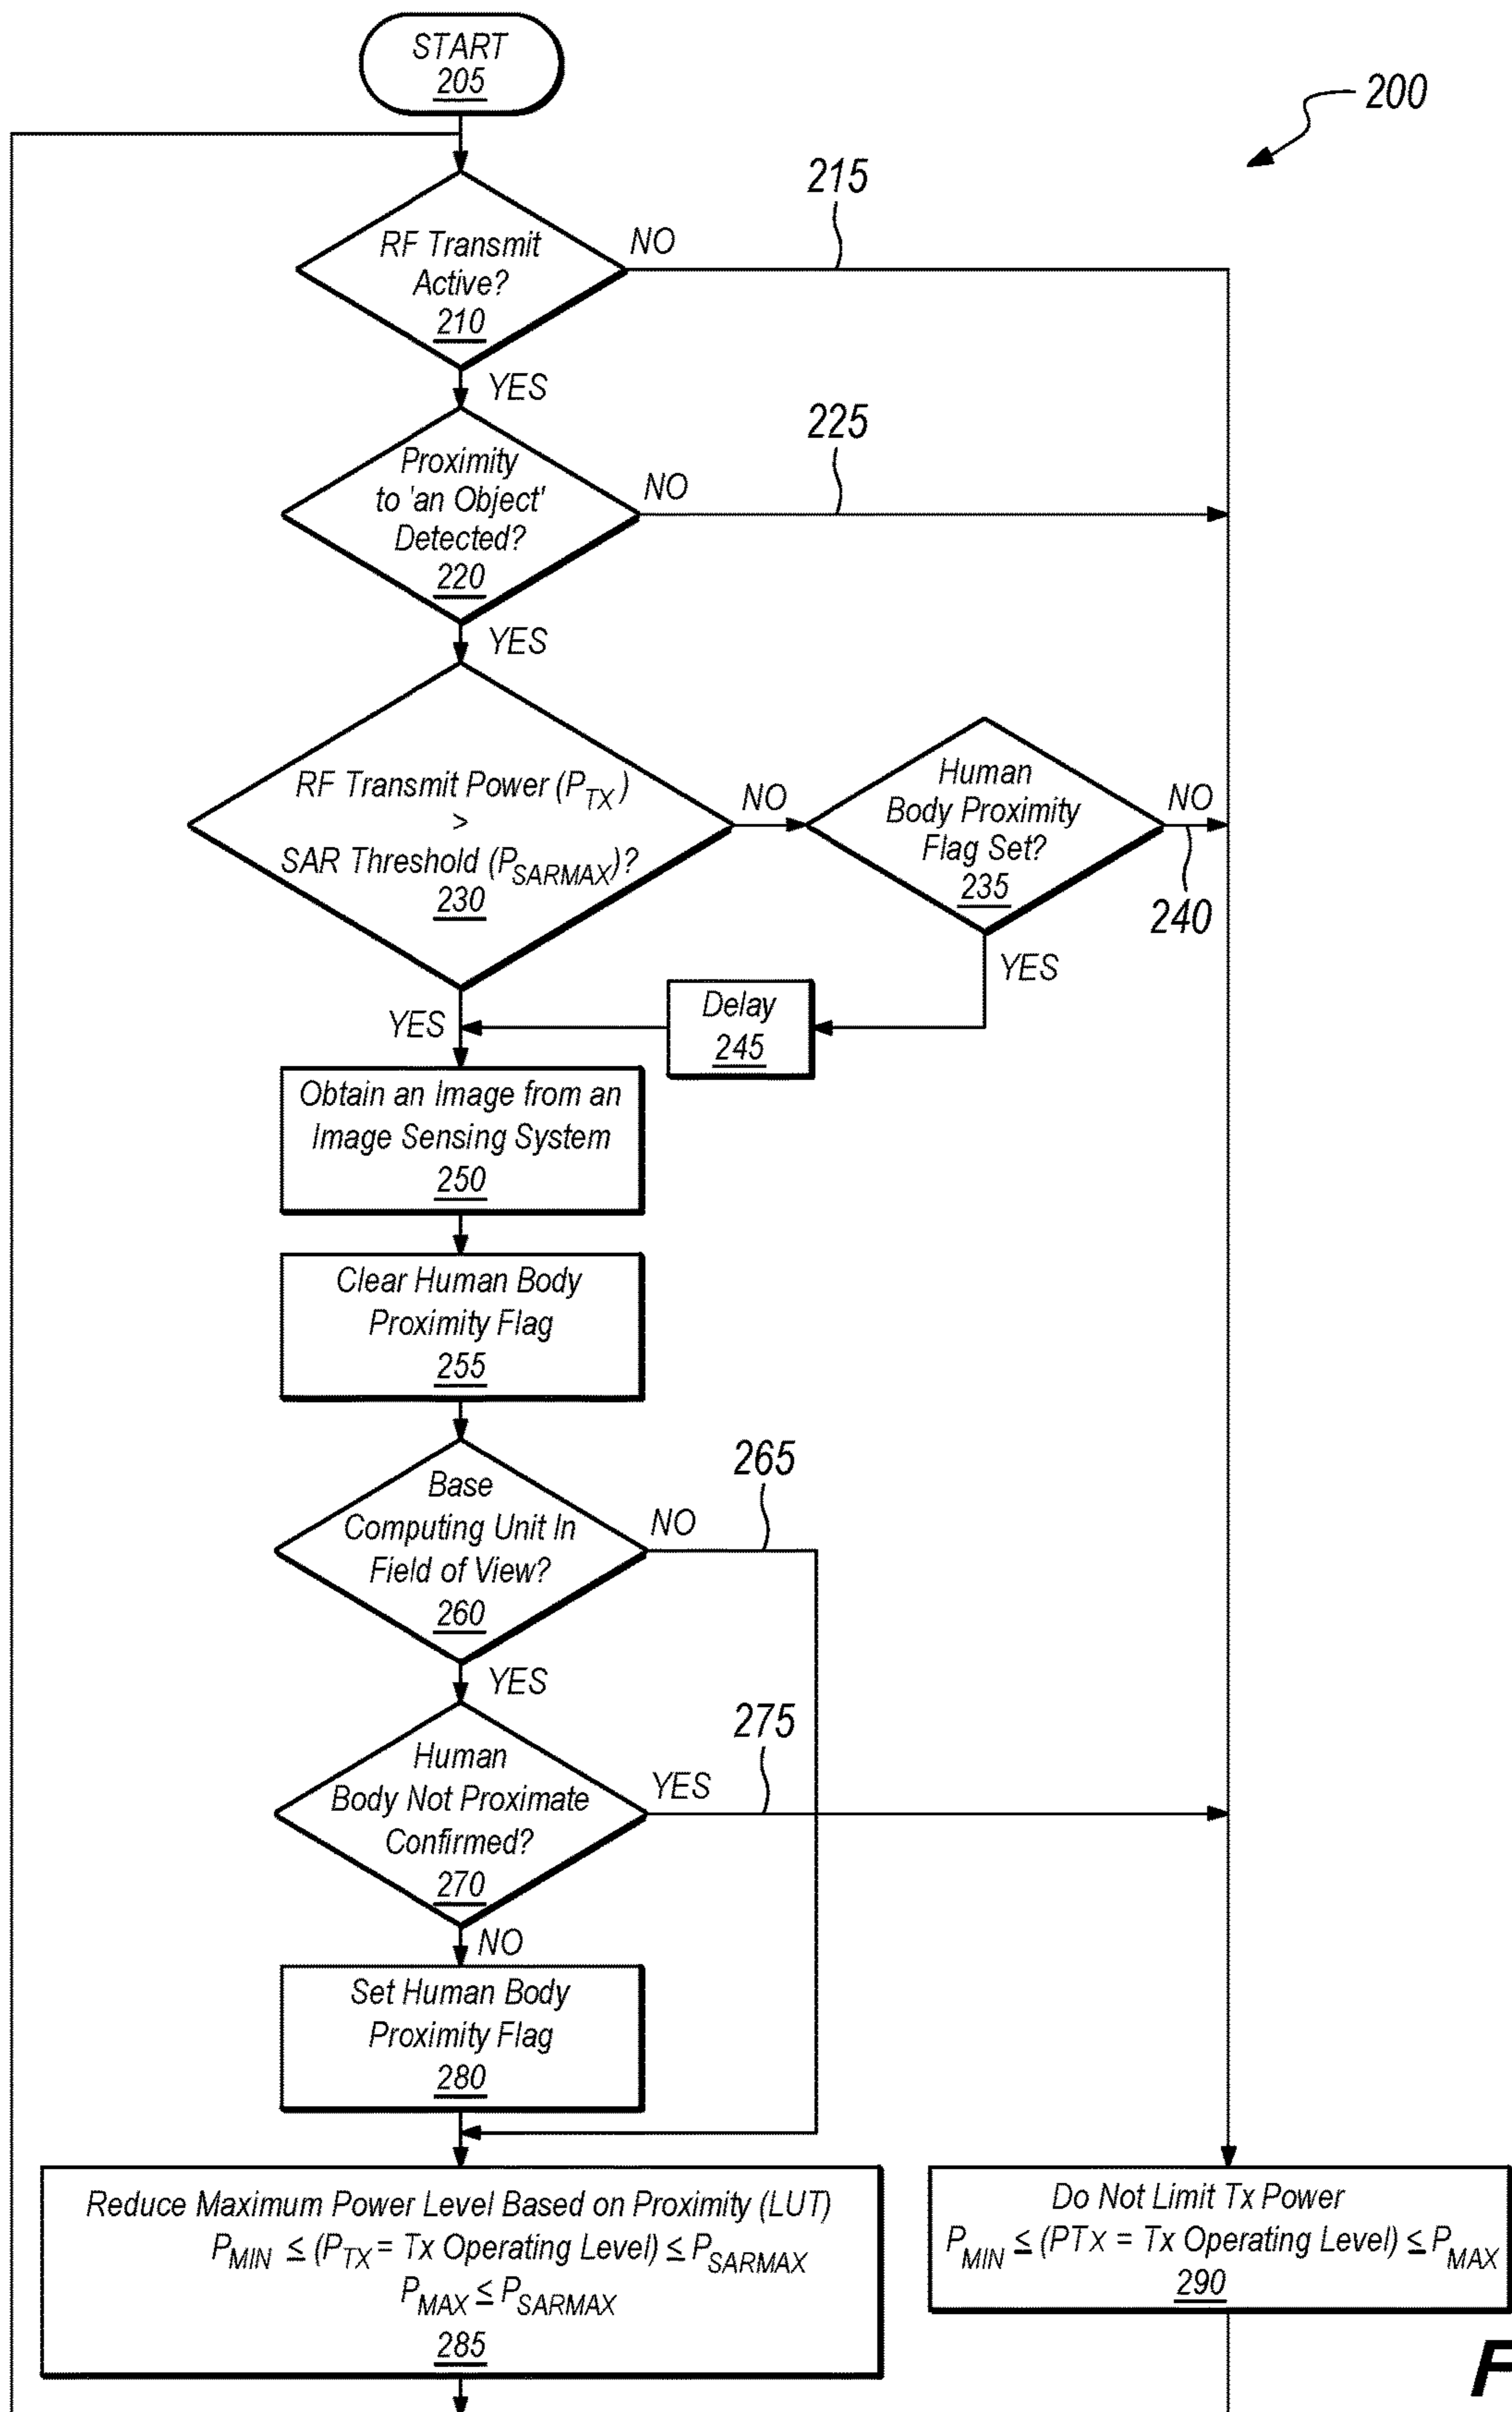 START
205
200
215
RF Transmit
Active?
210
NO
YES
225
Proximity
to 'an Object'
Detected?
220
NO
YES
RF Transmit Power (PTX)
>
SAR Threshold (PSARMAX)?
230
NO
Human
Body Proximity
Flag Set?
235
NO
240
YES
YES
Delay
245
Obtain an Image from an
Image Sensing System
250
Clear Human Body
Proximity Flag
255
265
Base
Computing Unit In
Field of View?
260
NO
YES
275
Human
Body Not Proximate
Confirmed?
270
YES
NO
Set Human Body
Proximity Flag
280
Reduce Maximum Power Level Based on Proximity (LUT)
PMIN ≤ (PTX = Tx Operating Level) ≤ PSARMAX
PMAX ≤ PSARMAX
285
Do Not Limit Tx Power
PMIN ≤ (PTX = Tx Operating Level) ≤ PMAX
290
F